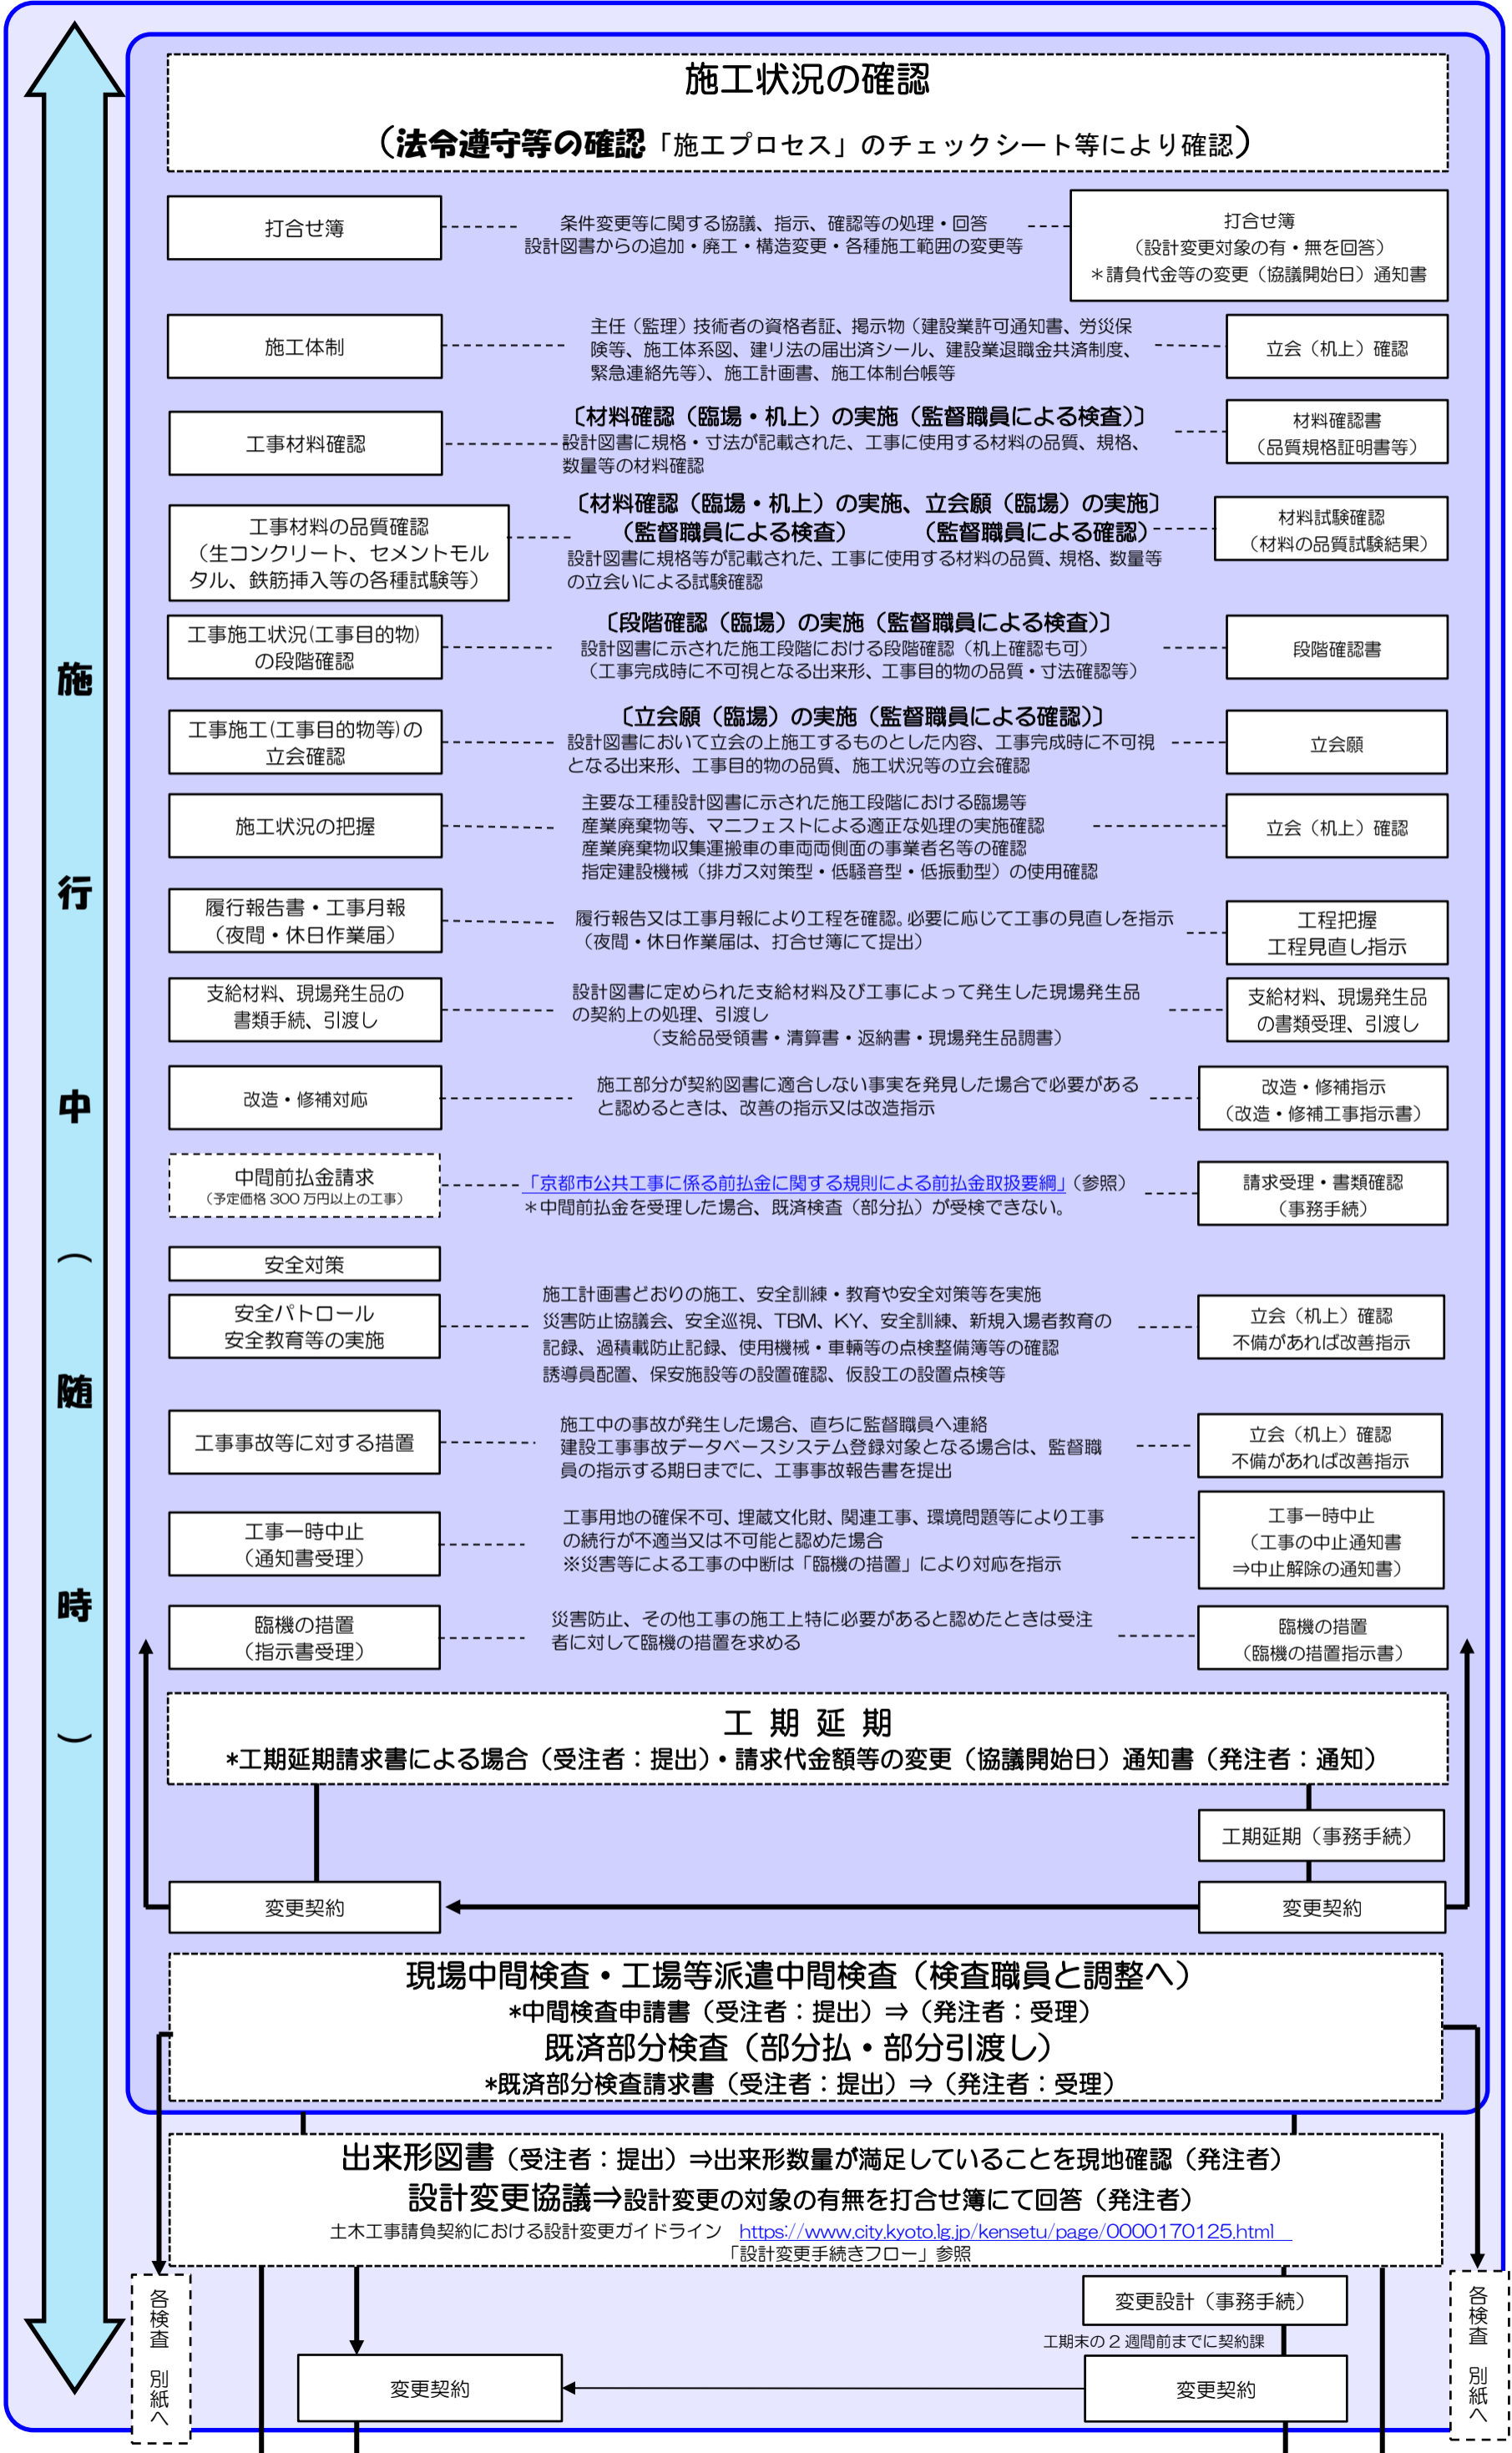 施工状況の確認
（法令遵守等の確認「施工プロセス」のチェックシート等により確認）
打合せ簿
条件変更等に関する協議、指示、確認等の処理・回答
設計図書からの追加・廃工・構造変更・各種施工範囲の変更等
打合せ簿
（設計変更対象の有・無を回答）
＊請負代金等の変更（協議開始日）通知書
施工体制
主任（監理）技術者の資格者証、掲示物（建設業許可通知書、労災保
険等、施工体系図、建リ法の届出済シール、建設業退職金共済制度、
緊急連絡先等）、施工計画書、施工体制台帳等
立会（机上）確認
工事材料確認
〔材料確認（臨場・机上）の実施（監督職員による検査）〕
設計図書に規格・寸法が記載された、工事に使用する材料の品質、規格、
数量等の材料確認
材料確認書
（品質規格証明書等）
工事材料の品質確認
（生コンクリート、セメントモル
タル、鉄筋挿入等の各種試験等）
〔材料確認（臨場・机上）の実施、立会願（臨場）の実施〕
（監督職員による検査）　（監督職員による確認）
設計図書に規格等が記載された、工事に使用する材料の品質、規格、数量等
の立会いによる試験確認
材料試験確認
（材料の品質試験結果）
工事施工状況(工事目的物)
の段階確認
〔段階確認（臨場）の実施（監督職員による検査）〕
設計図書に示された施工段階における段階確認（机上確認も可）
（工事完成時に不可視となる出来形、工事目的物の品質・寸法確認等）
段階確認書
工事施工(工事目的物等)の
立会確認
〔立会願（臨場）の実施（監督職員による確認）〕
設計図書において立会の上施工するものとした内容、工事完成時に不可視
となる出来形、工事目的物の品質、施工状況等の立会確認
立会願
施工状況の把握
主要な工種設計図書に示された施工段階における臨場等
産業廃棄物等、マニフェストによる適正な処理の実施確認
産業廃棄物収集運搬車の車両両側面の事業者名等の確認
指定建設機械（排ガス対策型・低騒音型・低振動型）の使用確認
立会（机上）確認
履行報告書・工事月報
（夜間・休日作業届）
履行報告又は工事月報により工程を確認。必要に応じて工事の見直しを指示
（夜間・休日作業届は、打合せ簿にて提出）
工程把握
工程見直し指示
支給材料、現場発生品の
書類手続、引渡し
設計図書に定められた支給材料及び工事によって発生した現場発生品
の契約上の処理、引渡し
（支給品受領書・清算書・返納書・現場発生品調書）
支給材料、現場発生品
の書類受理、引渡し
改造・修補対応
施工部分が契約図書に適合しない事実を発見した場合で必要がある
と認めるときは、改善の指示又は改造指示
改造・修補指示
（改造・修補工事指示書）
中間前払金請求
（予定価格 300 万円以上の工事）
「京都市公共工事に係る前払金に関する規則による前払金取扱要綱」（参照）
＊中間前払金を受理した場合、既済検査（部分払）が受検できない。
請求受理・書類確認
（事務手続）
安全対策
安全パトロール
安全教育等の実施
施工計画書どおりの施工、安全訓練・教育や安全対策等を実施
災害防止協議会、安全巡視、TBM、KY、安全訓練、新規入場者教育の
記録、過積載防止記録、使用機械・車輛等の点検整備簿等の確認
誘導員配置、保安施設等の設置確認、仮設工の設置点検等
立会（机上）確認
不備があれば改善指示
工事事故等に対する措置
施工中の事故が発生した場合、直ちに監督職員へ連絡
建設工事事故データベースシステム登録対象となる場合は、監督職
員の指示する期日までに、工事事故報告書を提出
立会（机上）確認
不備があれば改善指示
工事一時中止
（通知書受理）
工事用地の確保不可、埋蔵文化財、関連工事、環境問題等により工事
の続行が不適当又は不可能と認めた場合
※災害等による工事の中断は「臨機の措置」により対応を指示
工事一時中止
（工事の中止通知書
⇒中止解除の通知書）
臨機の措置
（指示書受理）
災害防止、その他工事の施工上特に必要があると認めたときは受注
者に対して臨機の措置を求める
臨機の措置
（臨機の措置指示書）
施行中（随時）
工 期 延 期
*工期延期請求書による場合（受注者：提出）・請求代金額等の変更（協議開始日）通知書（発注者：通知）
工期延期（事務手続）
変更契約
変更契約
現場中間検査・工場等派遣中間検査（検査職員と調整へ）
*中間検査申請書（受注者：提出）⇒（発注者：受理）
既済部分検査（部分払・部分引渡し）
*既済部分検査請求書（受注者：提出）⇒（発注者：受理）
出来形図書（受注者：提出）⇒出来形数量が満足していることを現地確認（発注者）
設計変更協議⇒設計変更の対象の有無を打合せ簿にて回答（発注者）
土木工事請負契約における設計変更ガイドライン　https://www.city.kyoto.lg.jp/kensetu/page/0000170125.html
「設計変更手続きフロー」参照
各検査　別紙へ
変更設計（事務手続）
工期末の 2 週間前までに契約課
変更契約
変更契約
各検査　別紙へ